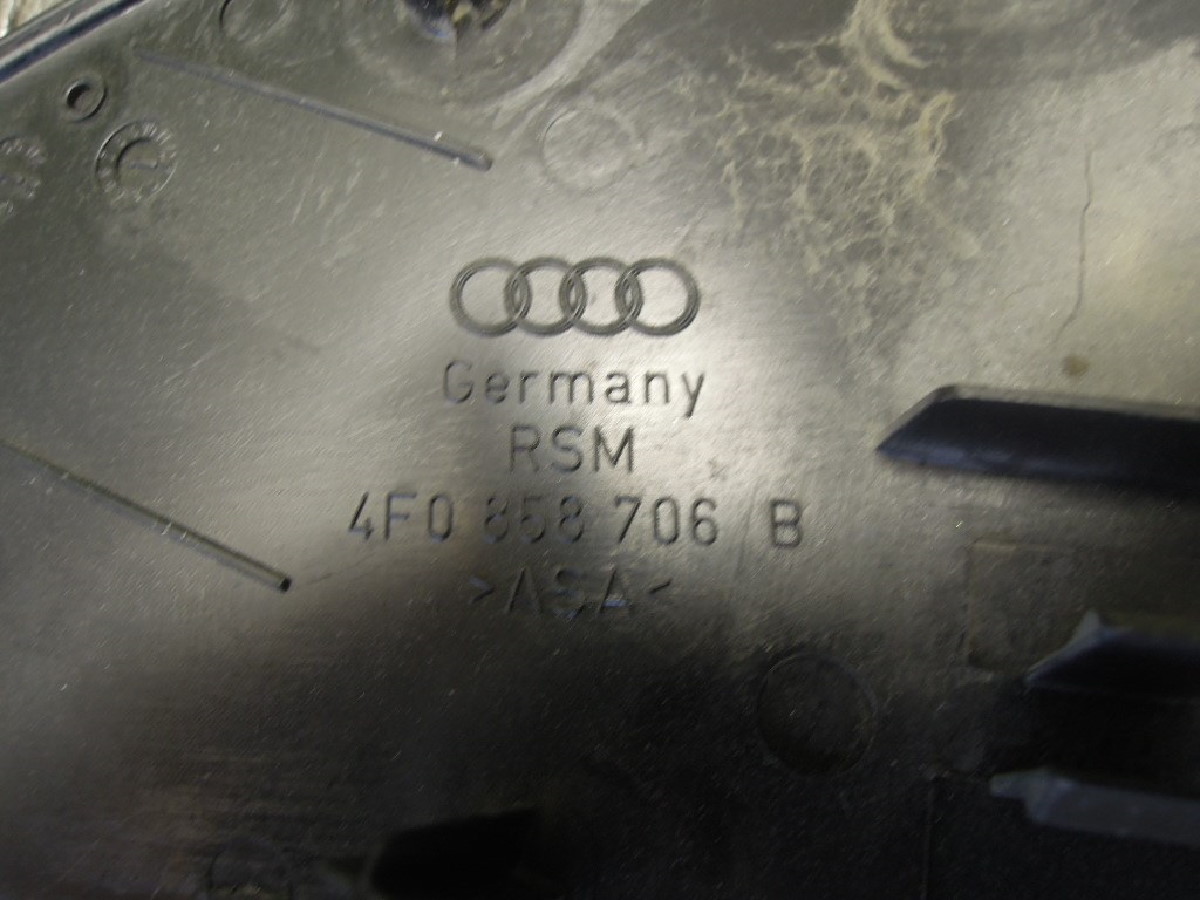 Germany
RSM
4F0 858 706 B
>ASA<